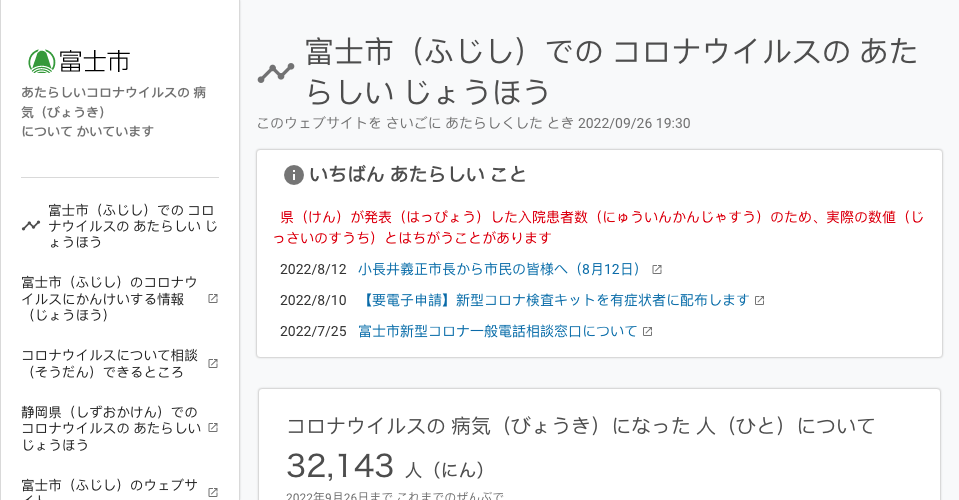 富士市
あたらしいコロナウイルスの 病
気（びょうき）
について かいています
富士市（ふじし）での コロ
ナウイルスの あたらしい じ
ょうほう
富士市（ふじし）のコロナウ
イルスにかんけいする情報
（じょうほう）
コロナウイルスについて相談
（そうだん）できるところ
静岡県（しずおかけん）での
コロナウイルスの あたらしい
じょうほう
富士市（ふじし）のウェブサ
イト
富士市（ふじし）での コロナウイルスの あた
らしい じょうほう
このウェブサイトを さいごに あたらしくした とき 2022/09/26 19:30
いちばん あたらしい こと
県（けん）が発表（はっぴょう）した入院患者数（にゅういんかんじゃすう）のため、実際の数値（じ
っさいのすうち）とはちがうことがあります
2022/8/12 小長井義正市長から市民の皆様へ（8月12日）
2022/8/10 【要電子申請】新型コロナ検査キットを有症状者に配布します
2022/7/25 富士市新型コロナ一般電話相談窓口について
コロナウイルスの 病気（びょうき）になった 人（ひと）について
32,143 人（にん）
2022年9月26日まで これまでのぜんぶで